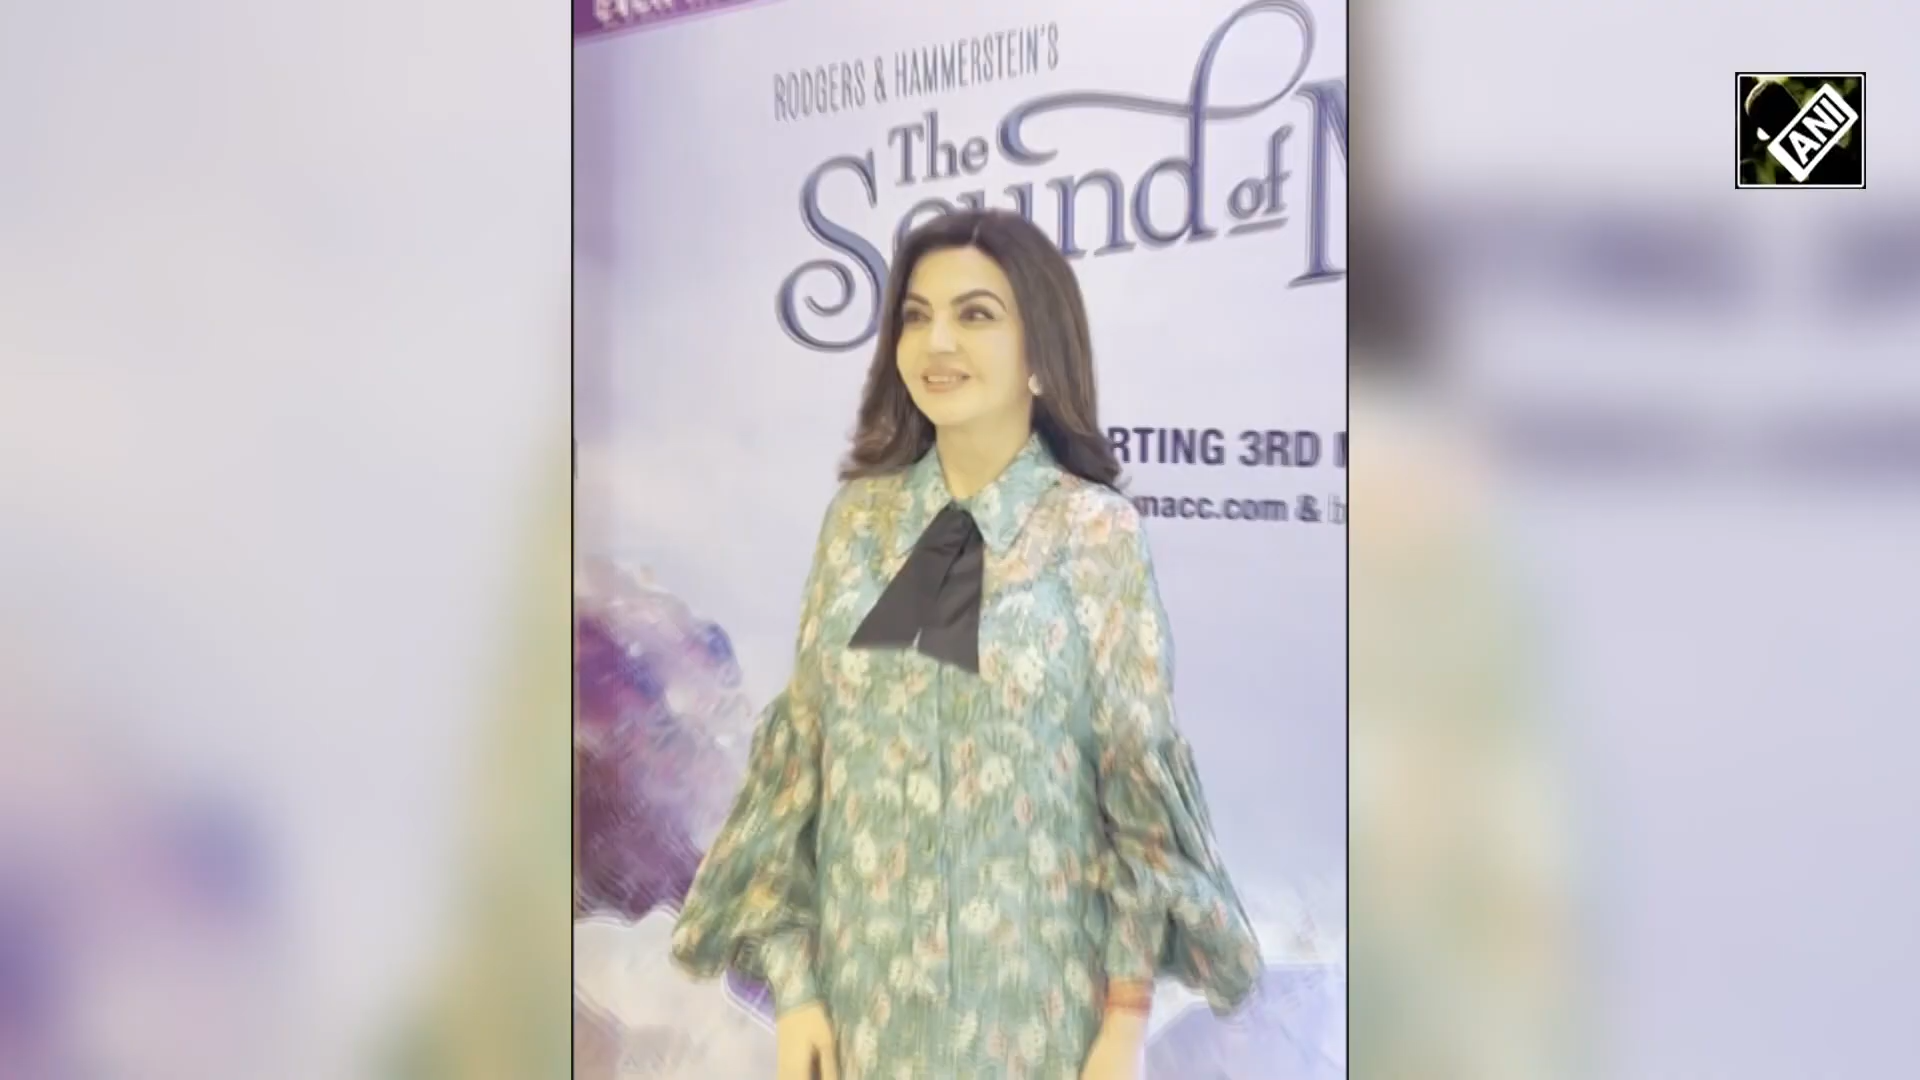 RODGERS & HAMMERSTEIN'S
The
Sound of
RTING 3RD
macc.com &
ANI